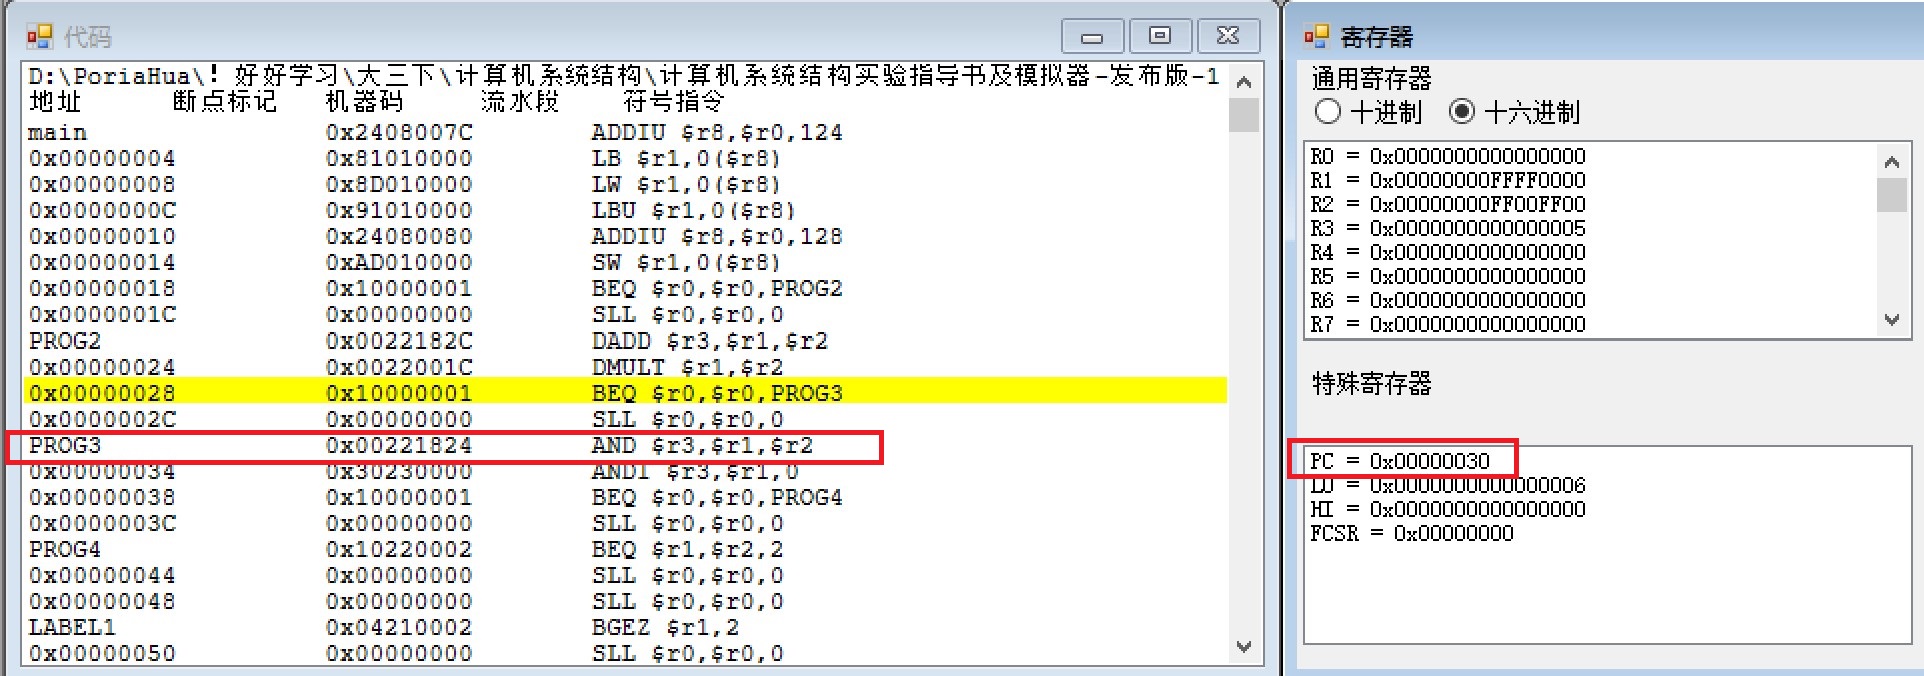 代码
D:\PoriaHua\! 好好学习\大三下\计算机系统结构\计算机系统结构实验指导书及模拟器-发布版-1
地址 断点标记 机器码 流水段 符号指令
main 0x2408007C ADDIU $r8,$r0,124
0x00000004 0x81010000 LB $r1,0($r8)
0x00000008 0x8D010000 LW $r1,0($r8)
0x0000000C 0x91010000 LBU $r1,0($r8)
0x00000010 0x24080080 ADDIU $r8,$r0,128
0x00000014 0xAD010000 SW $r1,0($r8)
0x00000018 0x10000001 BEQ $r0,$r0,PROG2
0x0000001C 0x00000000 SLL $r0,$r0,0
PROG2 0x0022182C DADD $r3,$r1,$r2
0x00000024 0x0022001C DMULT $r1,$r2
0x00000028 0x10000001 BEQ $r0,$r0,PROG3
0x0000002C 0x00000000 SLL $r0,$r0,0
PROG3 0x00221824 AND $r3,$r1,$r2
0x00000034 0x30230000 ANDI $r3,$r1,0
0x00000038 0x10000001 BEQ $r0,$r0,PROG4
0x0000003C 0x00000000 SLL $r0,$r0,0
PROG4 0x10220002 BEQ $r1,$r2,2
0x00000044 0x00000000 SLL $r0,$r0,0
0x00000048 0x00000000 SLL $r0,$r0,0
LABEL1 0x04210002 BGEZ $r1,2
0x00000050 0x00000000 SLL $r0,$r0,0
寄存器
通用寄存器
十进制 十六进制
R0 = 0x0000000000000000
R1 = 0x00000000FFFF0000
R2 = 0x00000000FF00FF00
R3 = 0x0000000000000005
R4 = 0x0000000000000000
R5 = 0x0000000000000000
R6 = 0x0000000000000000
R7 = 0x0000000000000000
特殊寄存器
PC = 0x00000030
LO = 0x0000000000000006
HI = 0x0000000000000000
FCSR = 0x00000000